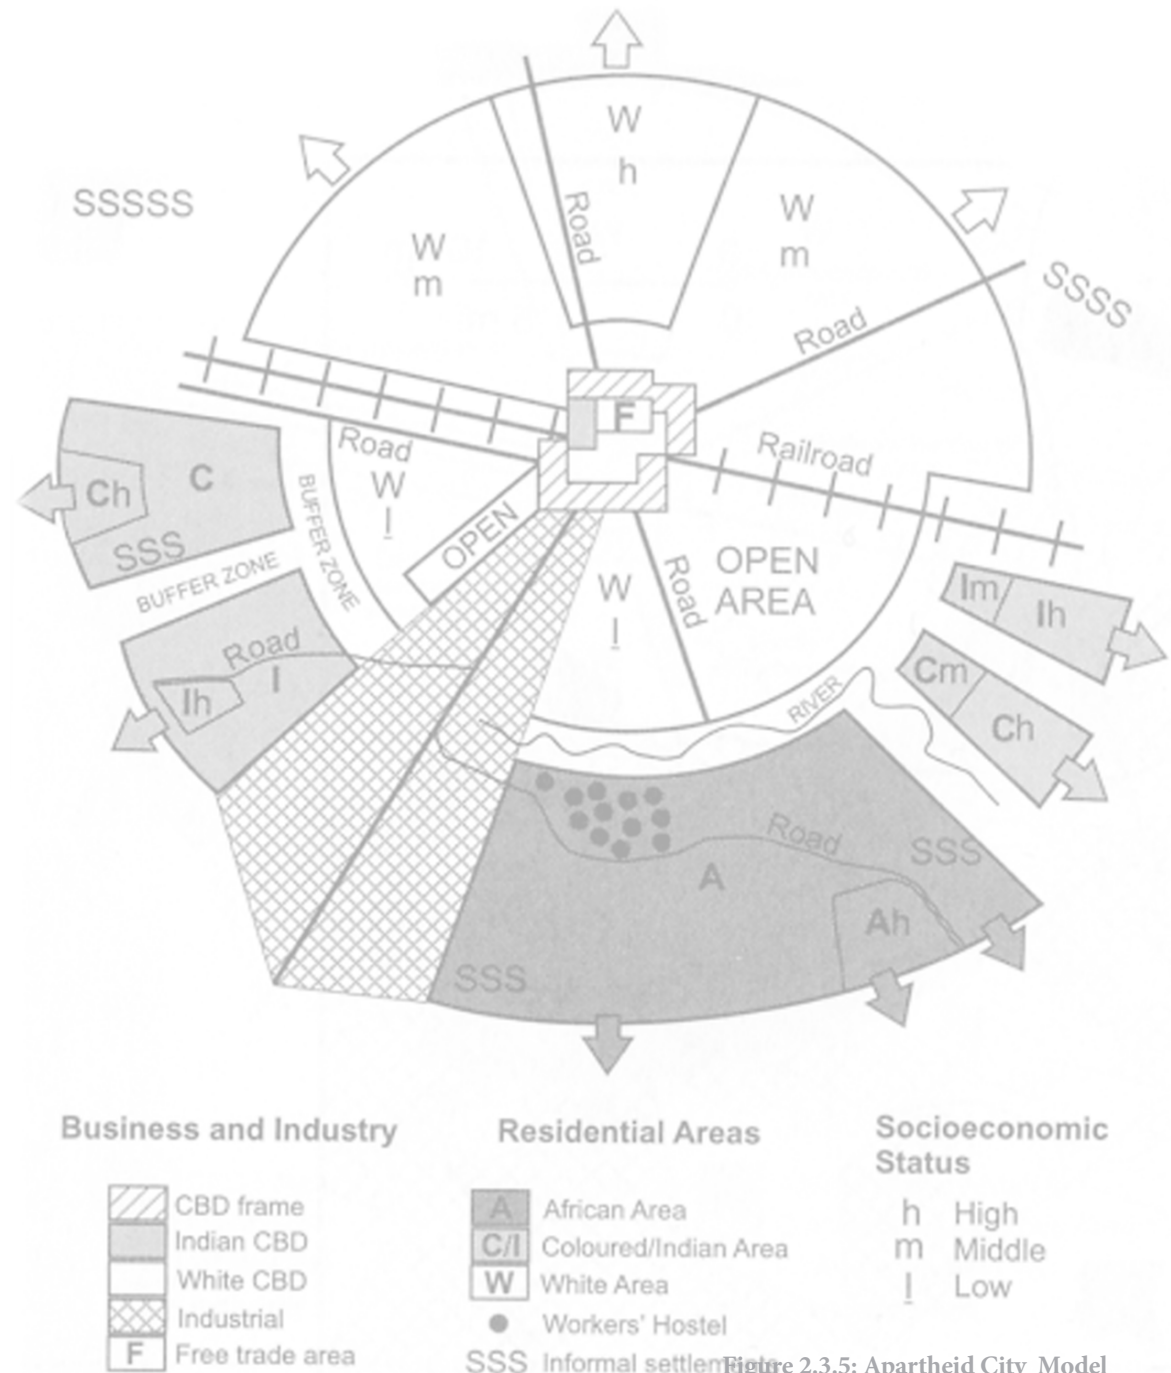 W
h
Road
SSSSS
W
m
W
m
SSSS
Road
F
Railroad
Road
W
l
C
Ch
SSS
BUFFER ZONE
BUFFER ZONE
OPEN
W
l
Road
OPEN
AREA
Im
Ih
Cm
Ch
RIVER
Road
I
Ih
Road
A
SSS
Ah
SSS
Business and Industry
CBD frame
Indian CBD
White CBD
Industrial
F Free trade area
Residential Areas
A African Area
C/I Coloured/Indian Area
W White Area
Workers' Hostel
SSS Informal settlements
Socioeconomic
Status
h High
m Middle
l Low
Figure 2.3.5: Apartheid City Model